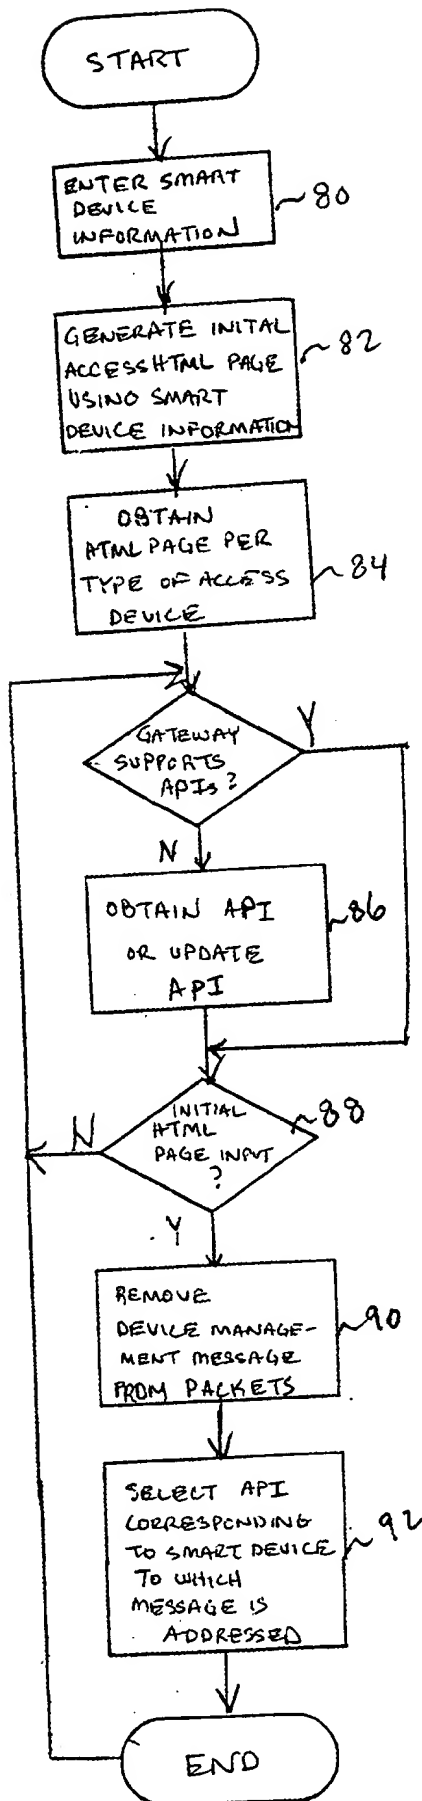 START
ENTER SMART
DEVICE
INFORMATION
80
GENERATE INITAL
ACCESS HTML PAGE
USING SMART
DEVICE INFORMATION
82
OBTAIN
HTML PAGE PER
TYPE OF ACCESS
DEVICE
84
GATEWAY
SUPPORTS
APIs?
Y
N
OBTAIN API
OR UPDATE
API
86
INITIAL
HTML
PAGE INPUT
?
88
N
Y
REMOVE
DEVICE MANAGE-
MENT MESSAGE
FROM PACKETS
90
SELECT API
CORRESPONDING
TO SMART DEVICE
TO WHICH
MESSAGE IS
ADDRESSED
92
END